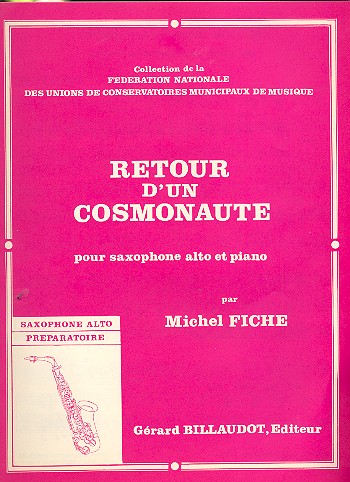 Collection de la
FEDERATION NATIONALE
DES UNIONS DE CONSERVATOIRES MUNICIPAUX DE MUSIQUE
RETOUR
D'UN
COSMONAUTE
pour saxophone alto et piano
par
Michel FICHE
SAXOPHONE ALTO
PREPARATOIRE
Gérard BILLAUDOT, Editeur